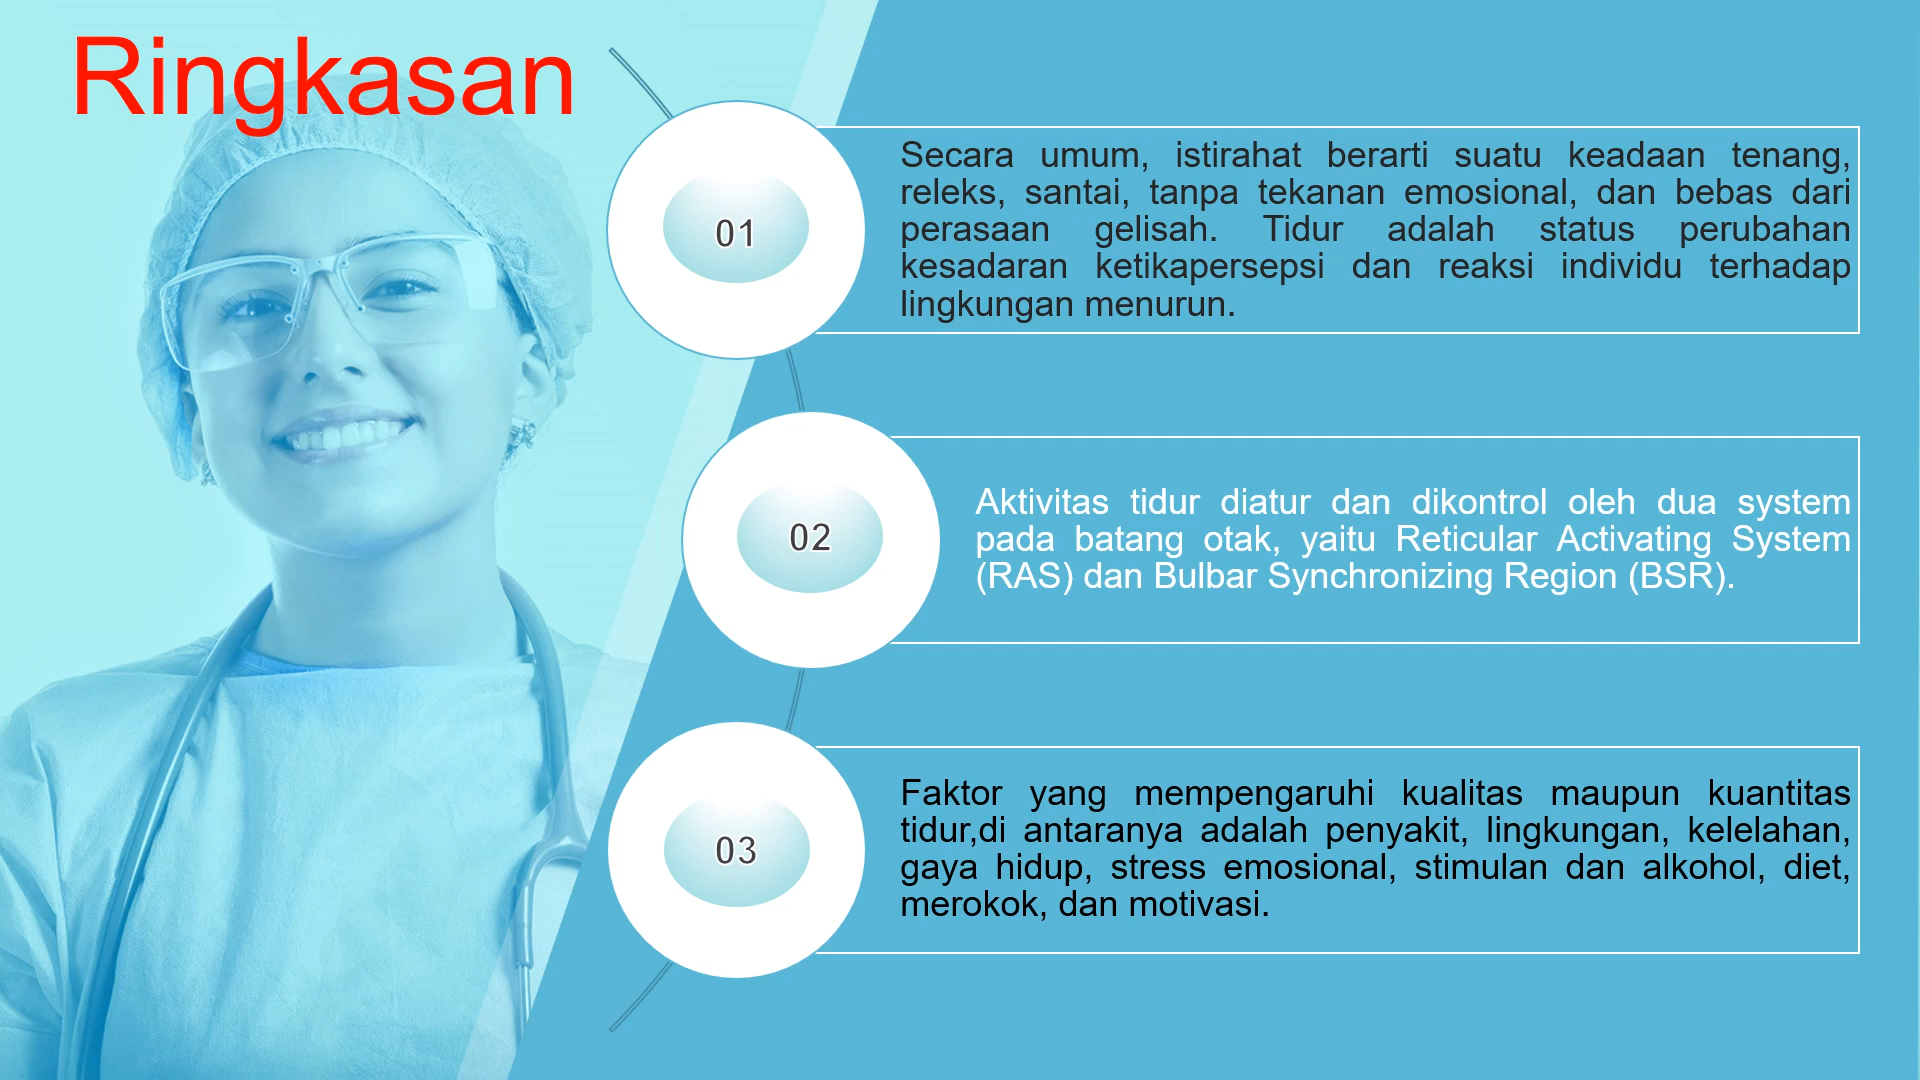 Ringkasan
01
Secara umum, istirahat berarti suatu keadaan tenang,
releks, santai, tanpa tekanan emosional, dan bebas dari
perasaan gelisah. Tidur adalah status perubahan
kesadaran ketikapersepsi dan reaksi individu terhadap
lingkungan menurun.
02
Aktivitas tidur diatur dan dikontrol oleh dua system
pada batang otak, yaitu Reticular Activating System
(RAS) dan Bulbar Synchronizing Region (BSR).
03
Faktor yang mempengaruhi kualitas maupun kuantitas
tidur,di antaranya adalah penyakit, lingkungan, kelelahan,
gaya hidup, stress emosional, stimulan dan alkohol, diet,
merokok, dan motivasi.